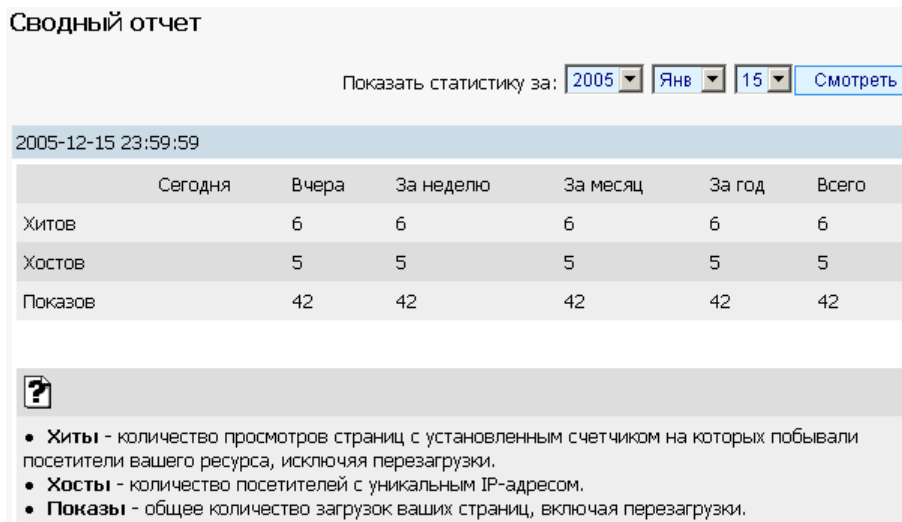 Сводный отчет
Показать статистику за: 2005 Янв 15 Смотреть
2005-12-15 23:59:59
Сегодня Вчера За неделю За месяц За год Всего
Хитов 6 6 6 6 6
Хостов 5 5 5 5 5
Показов 42 42 42 42 42
• Хиты - количество просмотров страниц с установленным счетчиком на которых побывали
посетители вашего ресурса, исключяя перезагрузки.
• Хосты - количество посетителей с уникальным IP-адресом.
• Показы - общее количество загрузок ваших страниц, включая перезагрузки.